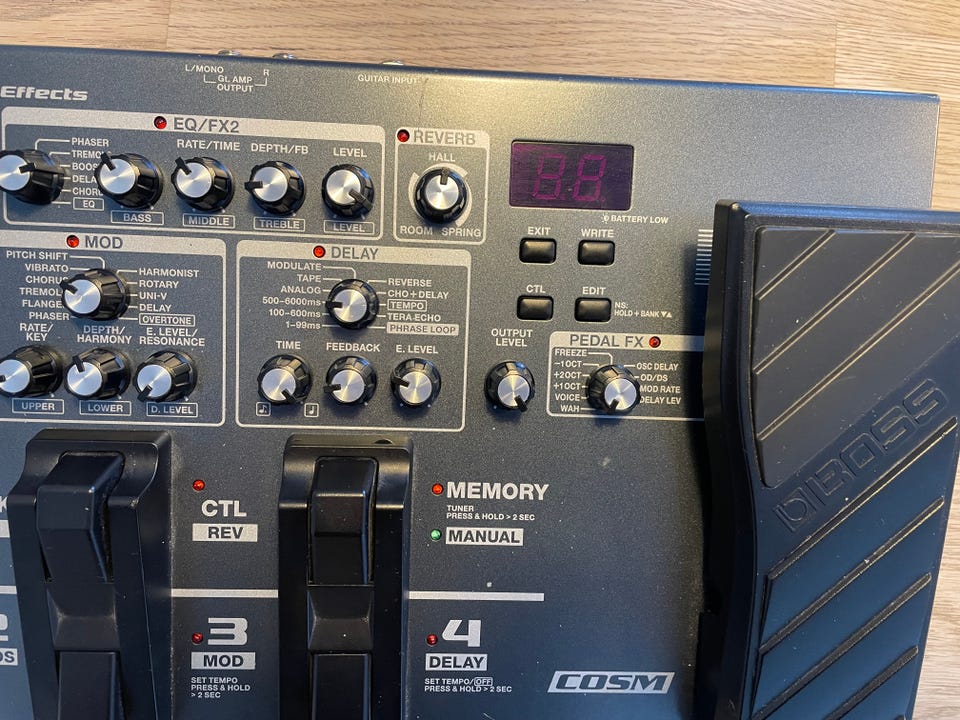 L/MONO R
GT. AMP
OUTPUT
GUITAR INPUT
Effects
EQ/FX2
PHASER
RATE/TIME DEPTH/FB LEVEL
CHORUS
EQ
BASS MIDDLE TREBLE LEVEL
REVERB
HALL
ROOM SPRING
BATTERY LOW
EXIT WRITE
CTL EDIT
NS:
HOLD + BANK ▼▲
MOD
PITCH SHIFT
VIBRATO
CHORUS
TREMOLO
FLANGER
PHASER
HARMONIST
ROTARY
UNI-V
DELAY
OVERTONE
RATE/
KEY
DEPTH/
HARMONY
E. LEVEL/
RESONANCE
UPPER LOWER D. LEVEL
DELAY
MODULATE
TAPE
ANALOG
500-6000ms
100-600ms
1-99ms
REVERSE
CHO+DELAY
TEMPO
TERA ECHO
PHRASE LOOP
TIME FEEDBACK E. LEVEL
OUTPUT
LEVEL
PEDAL FX
FREEZE
-1OCT
+2OCT
+1OCT
VOICE
WAH
OSC DELAY
OD/DS
MOD RATE
DELAY LEV
BOSS
CTL
REV
MEMORY
TUNER
PRESS & HOLD > 2 SEC
MANUAL
2
3
MOD
SET TEMPO
PRESS & HOLD
> 2 SEC
4
DELAY
SET TEMPO/OFF
PRESS & HOLD > 2 SEC
COSM